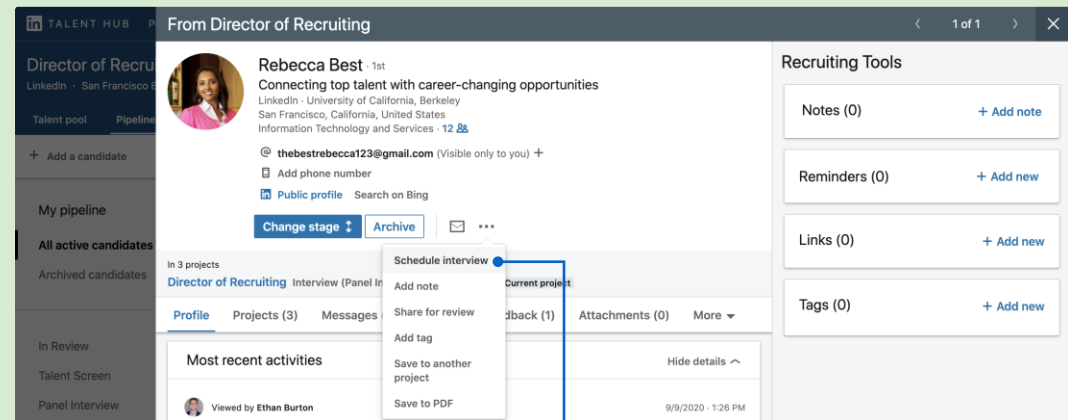 in TALENT HUB P
From Director of Recruiting
1 of 1
Director of Recru
LinkedIn · San Francisco
Talent pool Pipeline
+ Add a candidate
My pipeline
All active candidates
Archived candidates
In Review
Talent Screen
Panel Interview
Rebecca Best · 1st
Connecting top talent with career-changing opportunities
LinkedIn · University of California, Berkeley
San Francisco, California, United States
Information Technology and Services · 12
thebestrebecca123@gmail.com (Visible only to you) +
Add phone number
in Public profile Search on Bing
Change stage Archive
In 3 projects
Director of Recruiting Interview (Panel In Current project
Schedule interview
Add note
Share for review
Add tag
Save to another
project
Save to PDF
Profile Projects (3) Messages dback (1) Attachments (0) More
Most recent activities Hide details
Viewed by Ethan Burton 9/9/2020 · 1:26 PM
Recruiting Tools
Notes (0) + Add note
Reminders (0) + Add new
Links (0) + Add new
Tags (0) + Add new